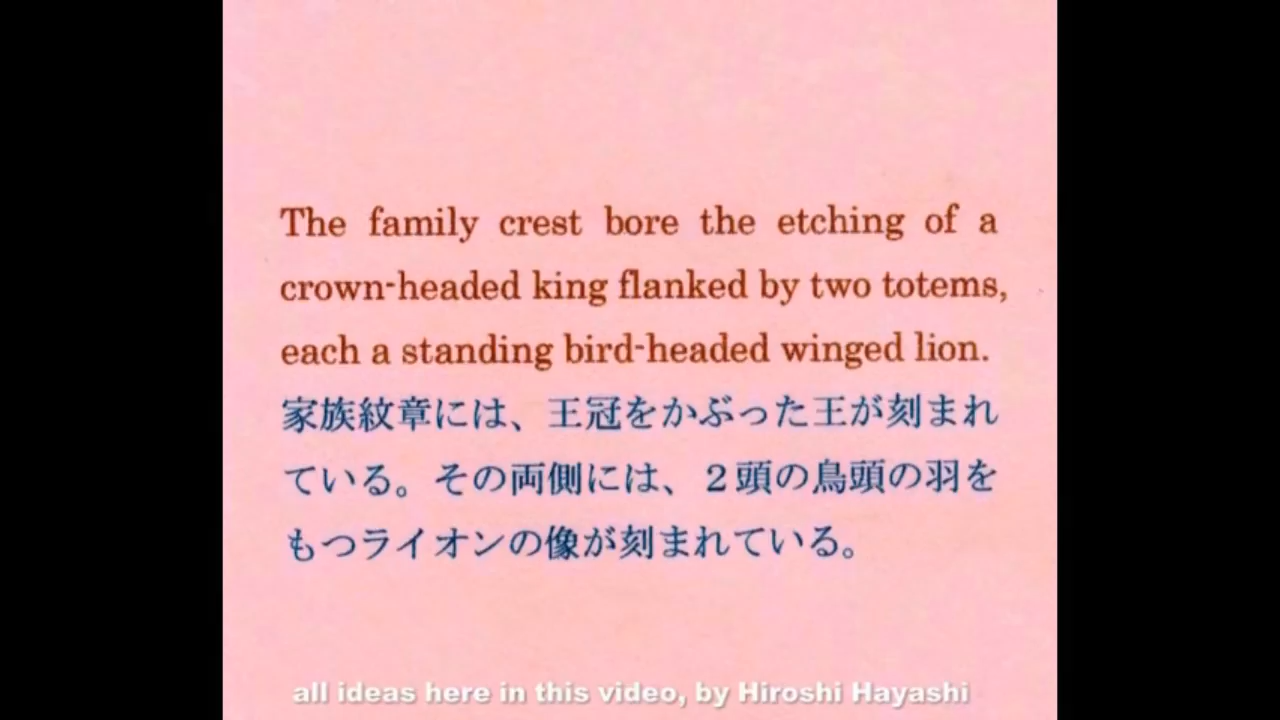 The family crest bore the etching of a
crown-headed king flanked by two totems,
each a standing bird-headed winged lion.
家族紋章には、王冠をかぶった王が刻まれ
ている。その両側には、２頭の鳥頭の羽を
もつライオンの像が刻まれている。
all ideas here in this video, by Hiroshi Hayashi